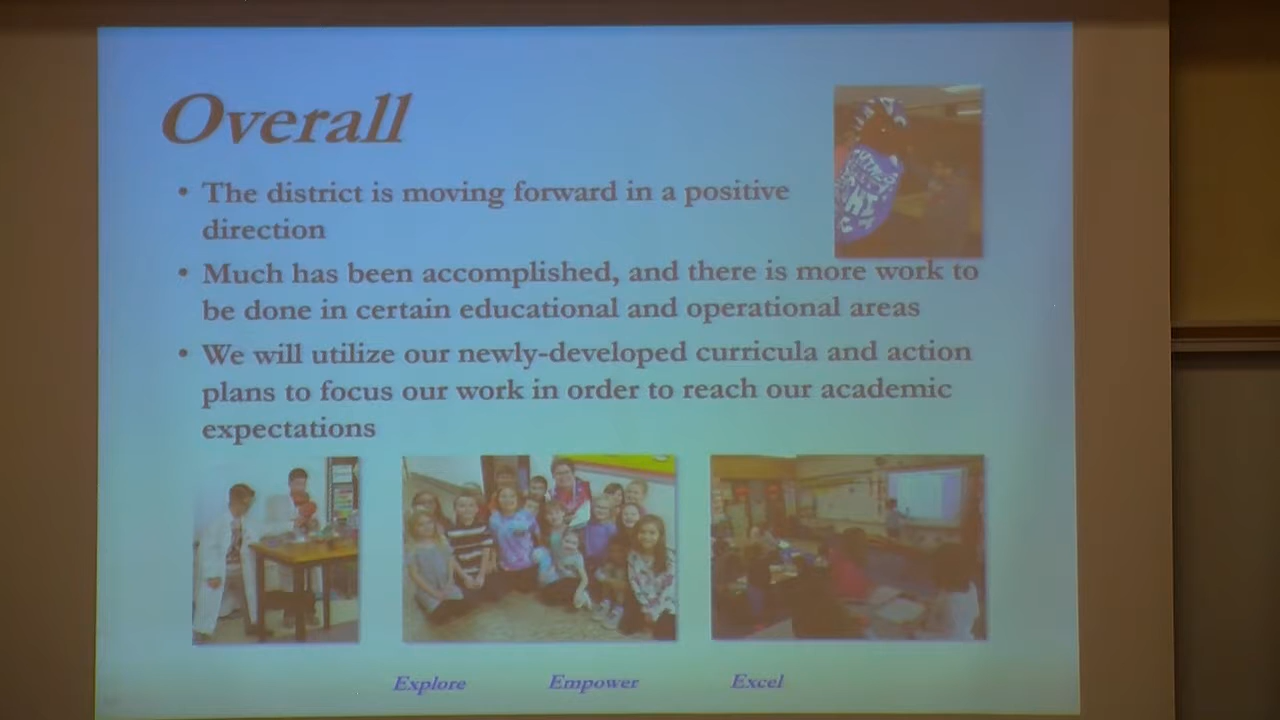 Overall
• The district is moving forward in a positive
direction
• Much has been accomplished, and there is more work to
be done in certain educational and operational areas
• We will utilize our newly-developed curricula and action
plans to focus our work in order to reach our academic
expectations
Explore Empower Excel